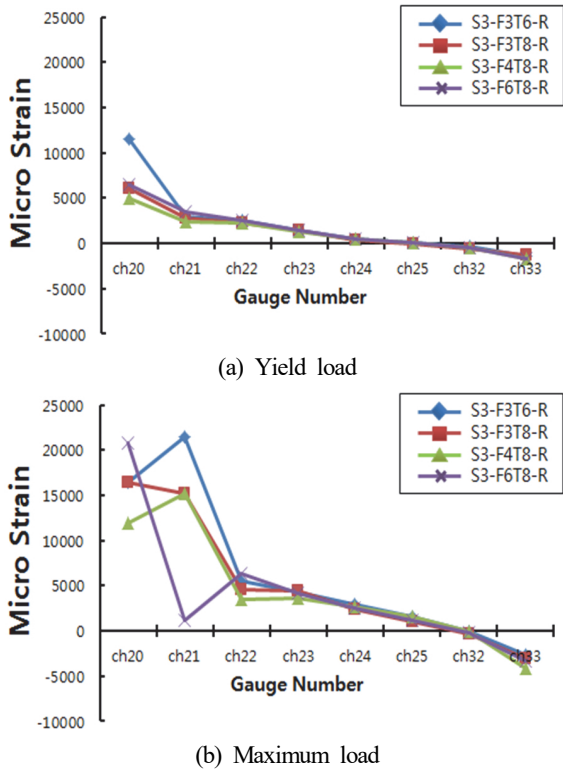 25000
20000
15000
10000
5000
0
-5000
-10000
Micro Strain
S3-F3T6-R
S3-F3T8-R
S3-F4T8-R
S3-F6T8-R
ch20 ch21 ch22 ch23 ch24 ch25 ch32 ch33
Gauge Number
(a) Yield load
25000
20000
15000
10000
5000
0
-5000
-10000
Micro Strain
S3-F3T6-R
S3-F3T8-R
S3-F4T8-R
S3-F6T8-R
ch20 ch21 ch22 ch23 ch24 ch25 ch32 ch33
Gauge Number
(b) Maximum load